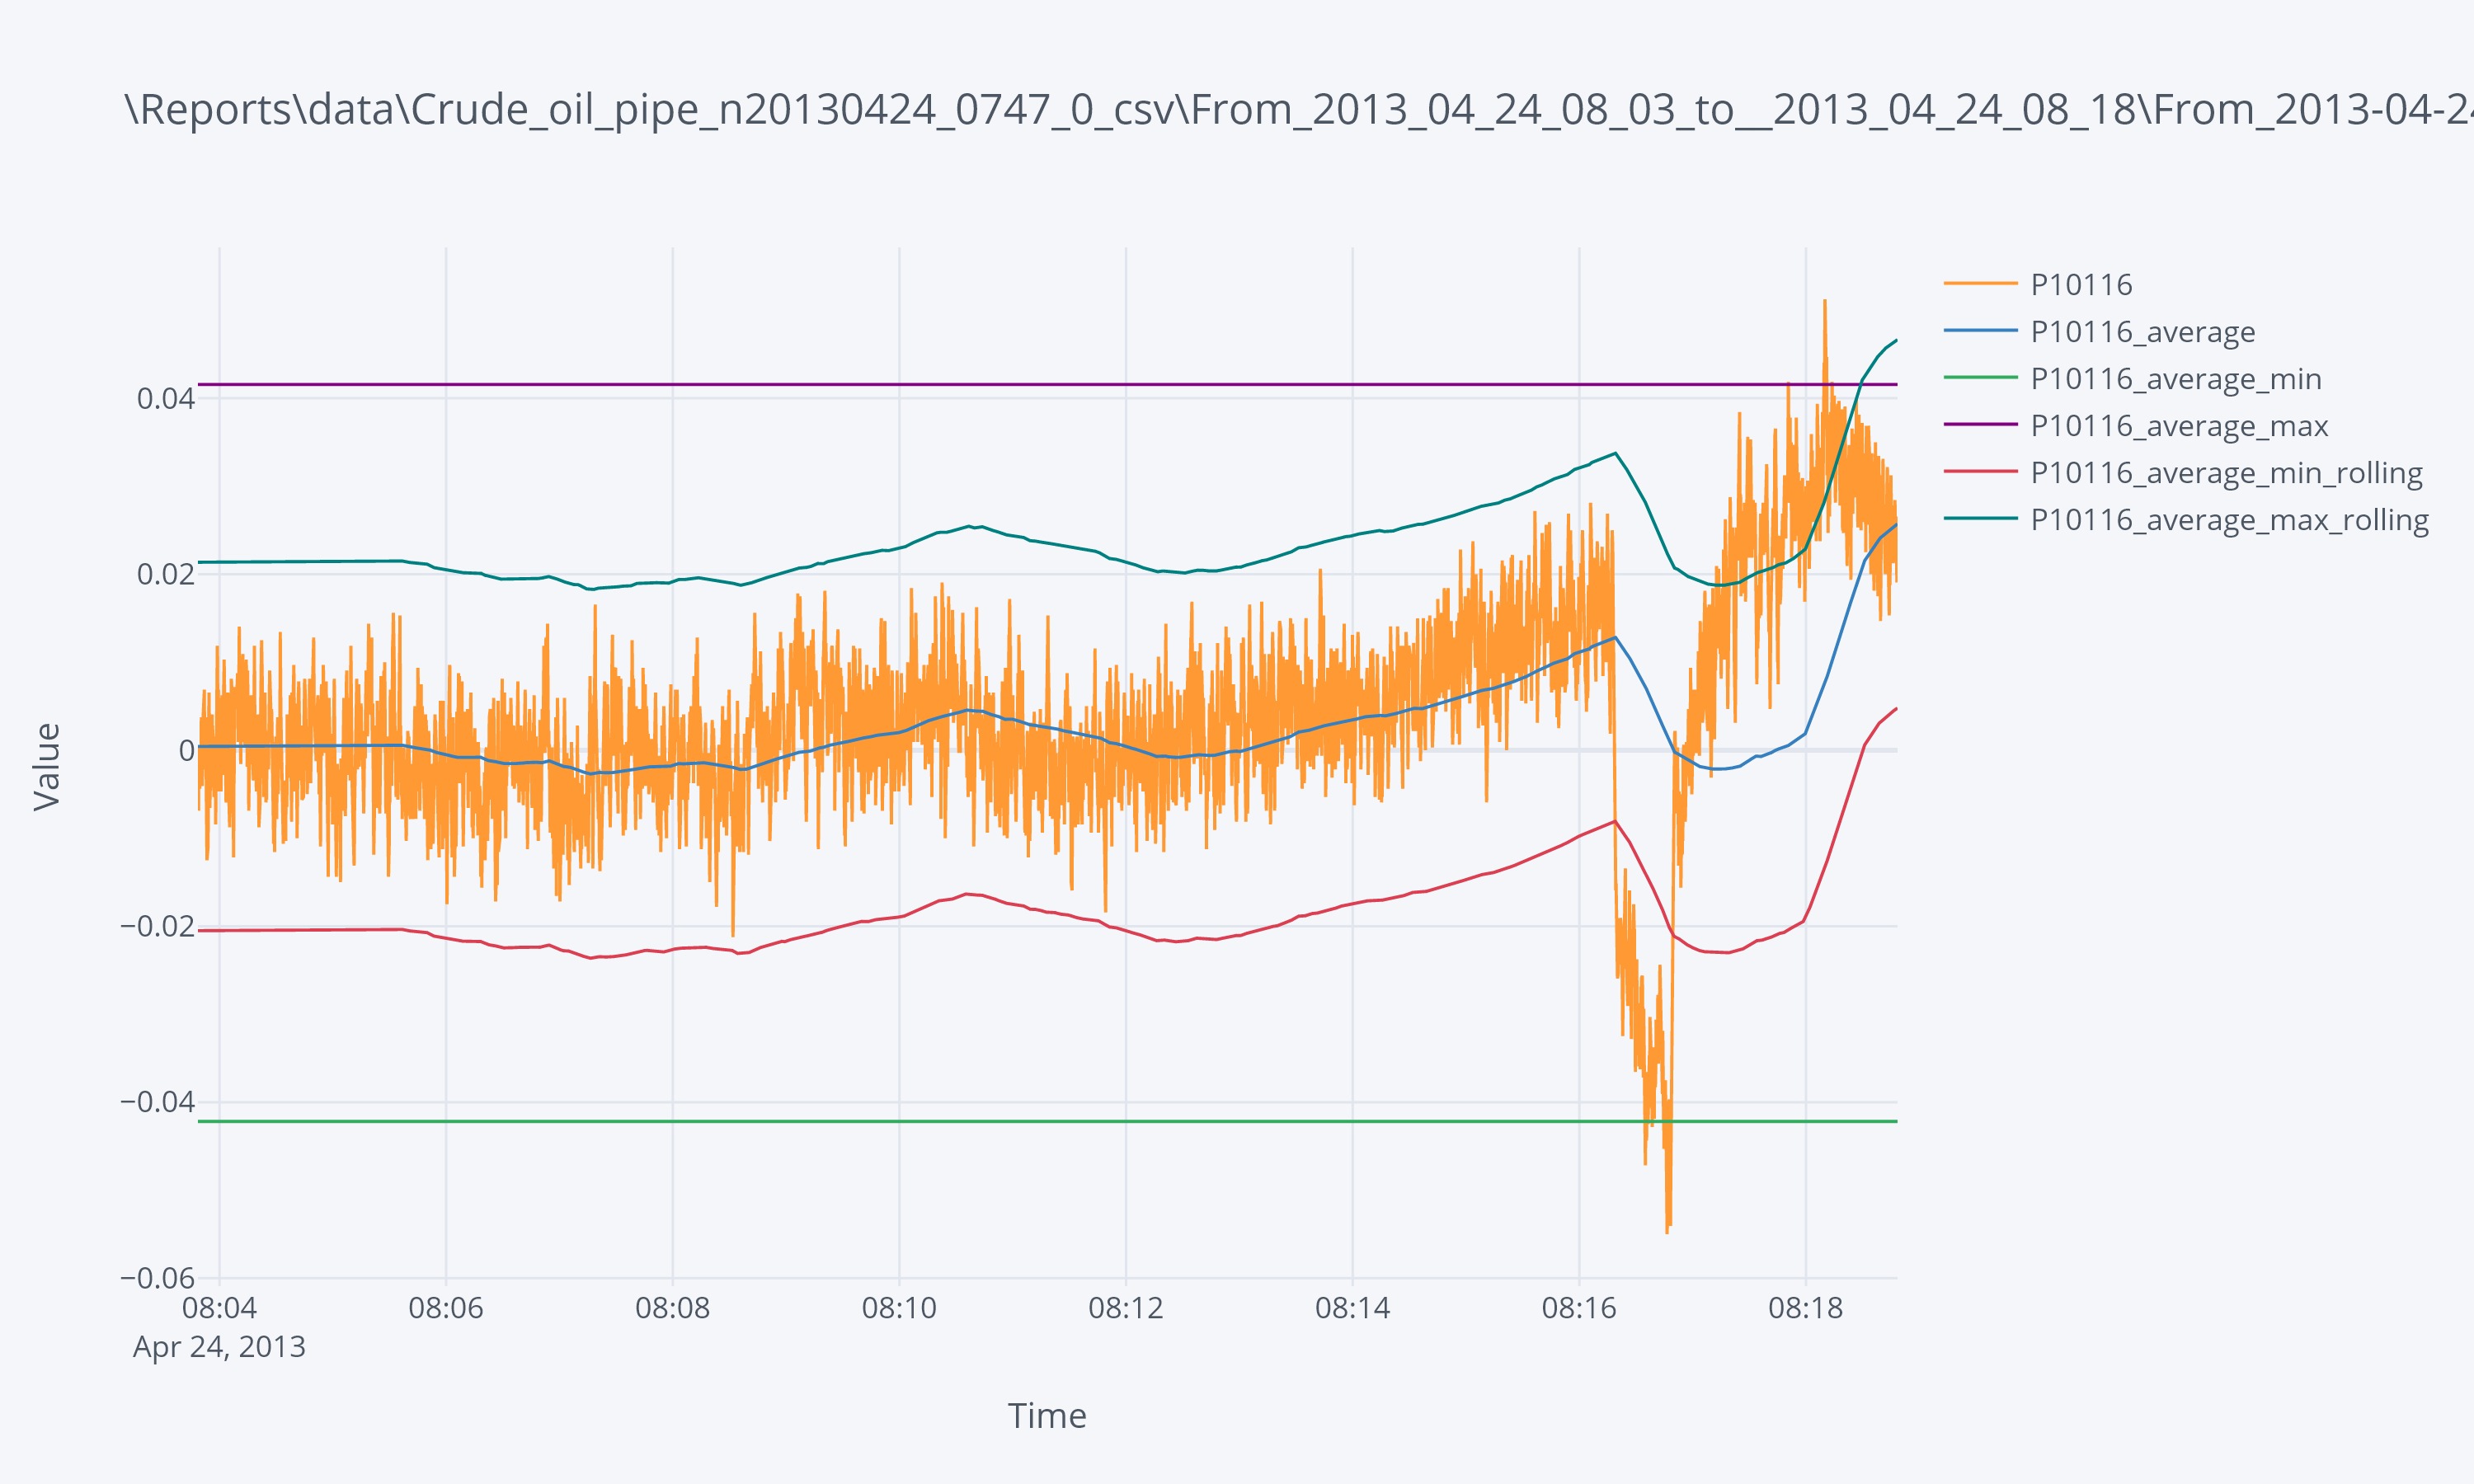 \Reports\data\Crude_oil_pipe_n20130424_0747_0_csv\From_2013_04_24_08_03_to__2013_04_24_08_18\From_2013-04-24
P10116
P10116_average
P10116_average_min
P10116_average_max
P10116_average_min_rolling
P10116_average_max_rolling
Value
0.04
0.02
0
−0.02
−0.04
−0.06
08:04 08:06 08:08 08:10 08:12 08:14 08:16 08:18
Apr 24, 2013
Time